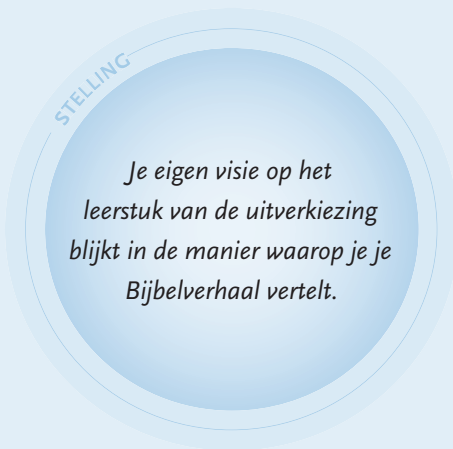 STELLING
Je eigen visie op het
leerstuk van de uitverkiezing
blijkt in de manier waarop je je
Bijbelverhaal vertelt.